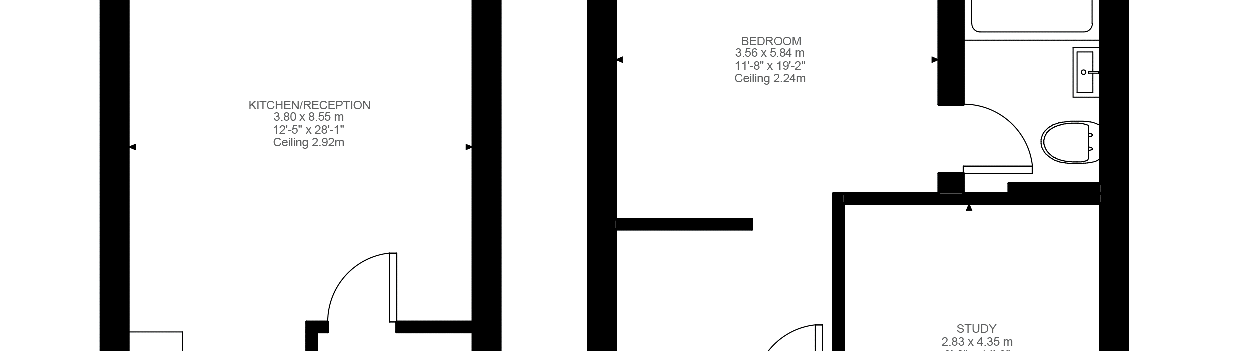 KITCHEN/RECEPTION
3.80 x 8.55 m
12'-5" x 28'-1"
Ceiling 2.92m
BEDROOM
3.56 x 5.84 m
11'-8" x 19'-2"
Ceiling 2.24m
STUDY
2.83 x 4.35 m